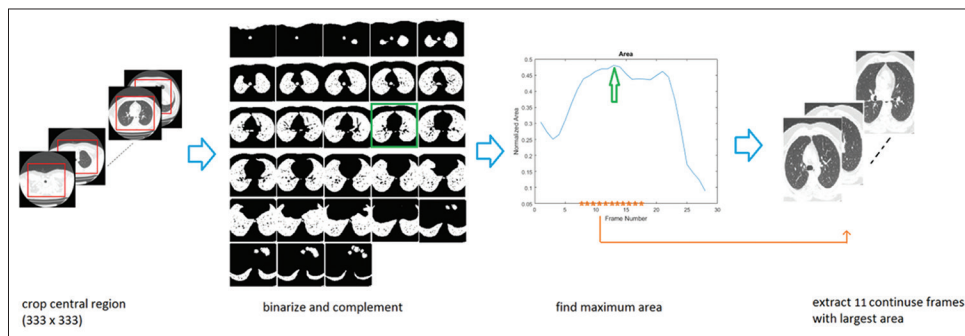 Area
0.5
0.45
0.4
0.35
0.3
0.25
0.2
0.15
0.1
0.05
Normalized Area
0 5 10 15 20 25 30
Frame Number
crop central region
(333 x 333)
binarize and complement
find maximum area
extract 11 continuse frames
with largest area